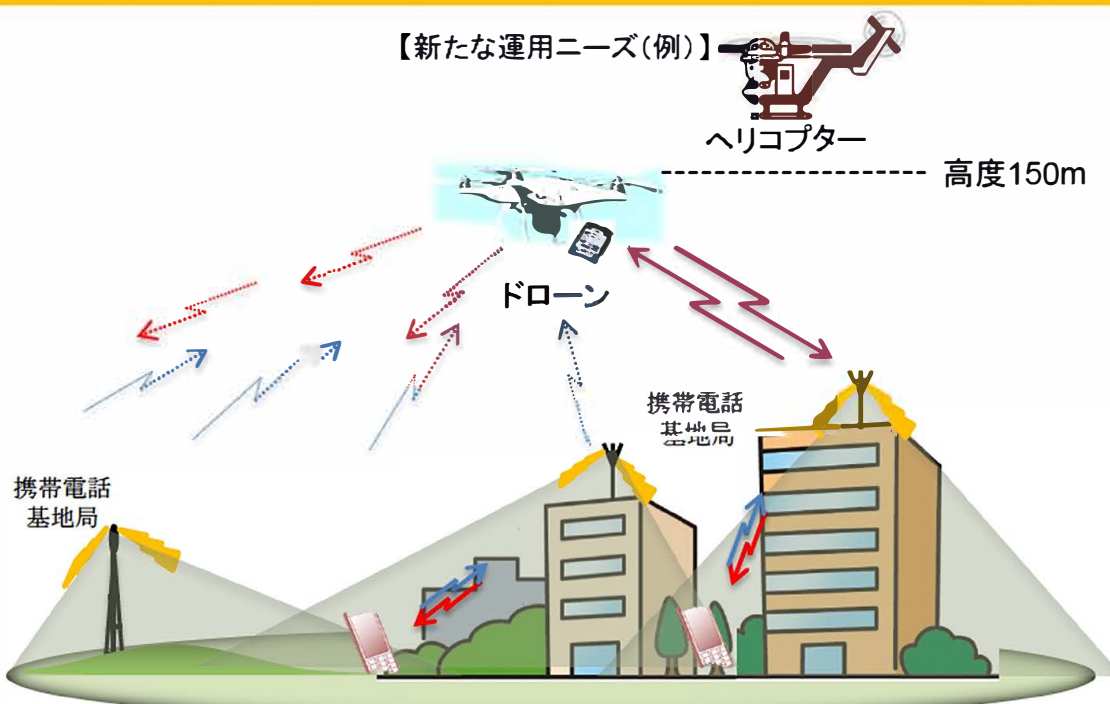 【新たな運用ニーズ(例)】
ヘリコプター
高度150m
ドローン
携帯電話
基地局
携帯電話
基地局